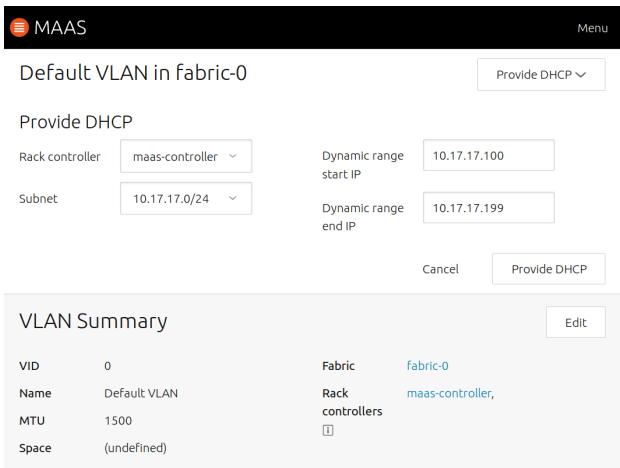 MAAS Menu
Default VLAN in fabric-0 Provide DHCP
Provide DHCP
Rack controller maas-controller Dynamic range start IP 10.17.17.100
Subnet 10.17.17.0/24 Dynamic range end IP 10.17.17.199
Cancel Provide DHCP
VLAN Summary Edit
VID 0 Fabric fabric-0
Name Default VLAN Rack controllers maas-controller,
MTU 1500
Space (undefined)